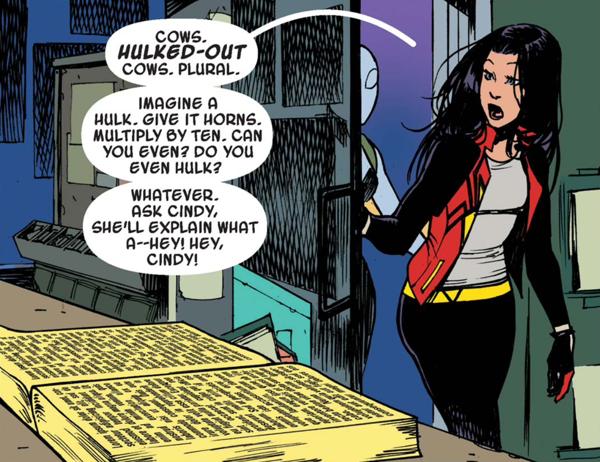 COWS.
HULKED-OUT
COWS. PLURAL.
IMAGINE A
HULK. GIVE IT HORNS.
MULTIPLY BY TEN. CAN
YOU EVEN? DO YOU
EVEN HULK?
WHATEVER.
ASK CINDY,
SHE'LL EXPLAIN WHAT
A--HEY! HEY,
CINDY!